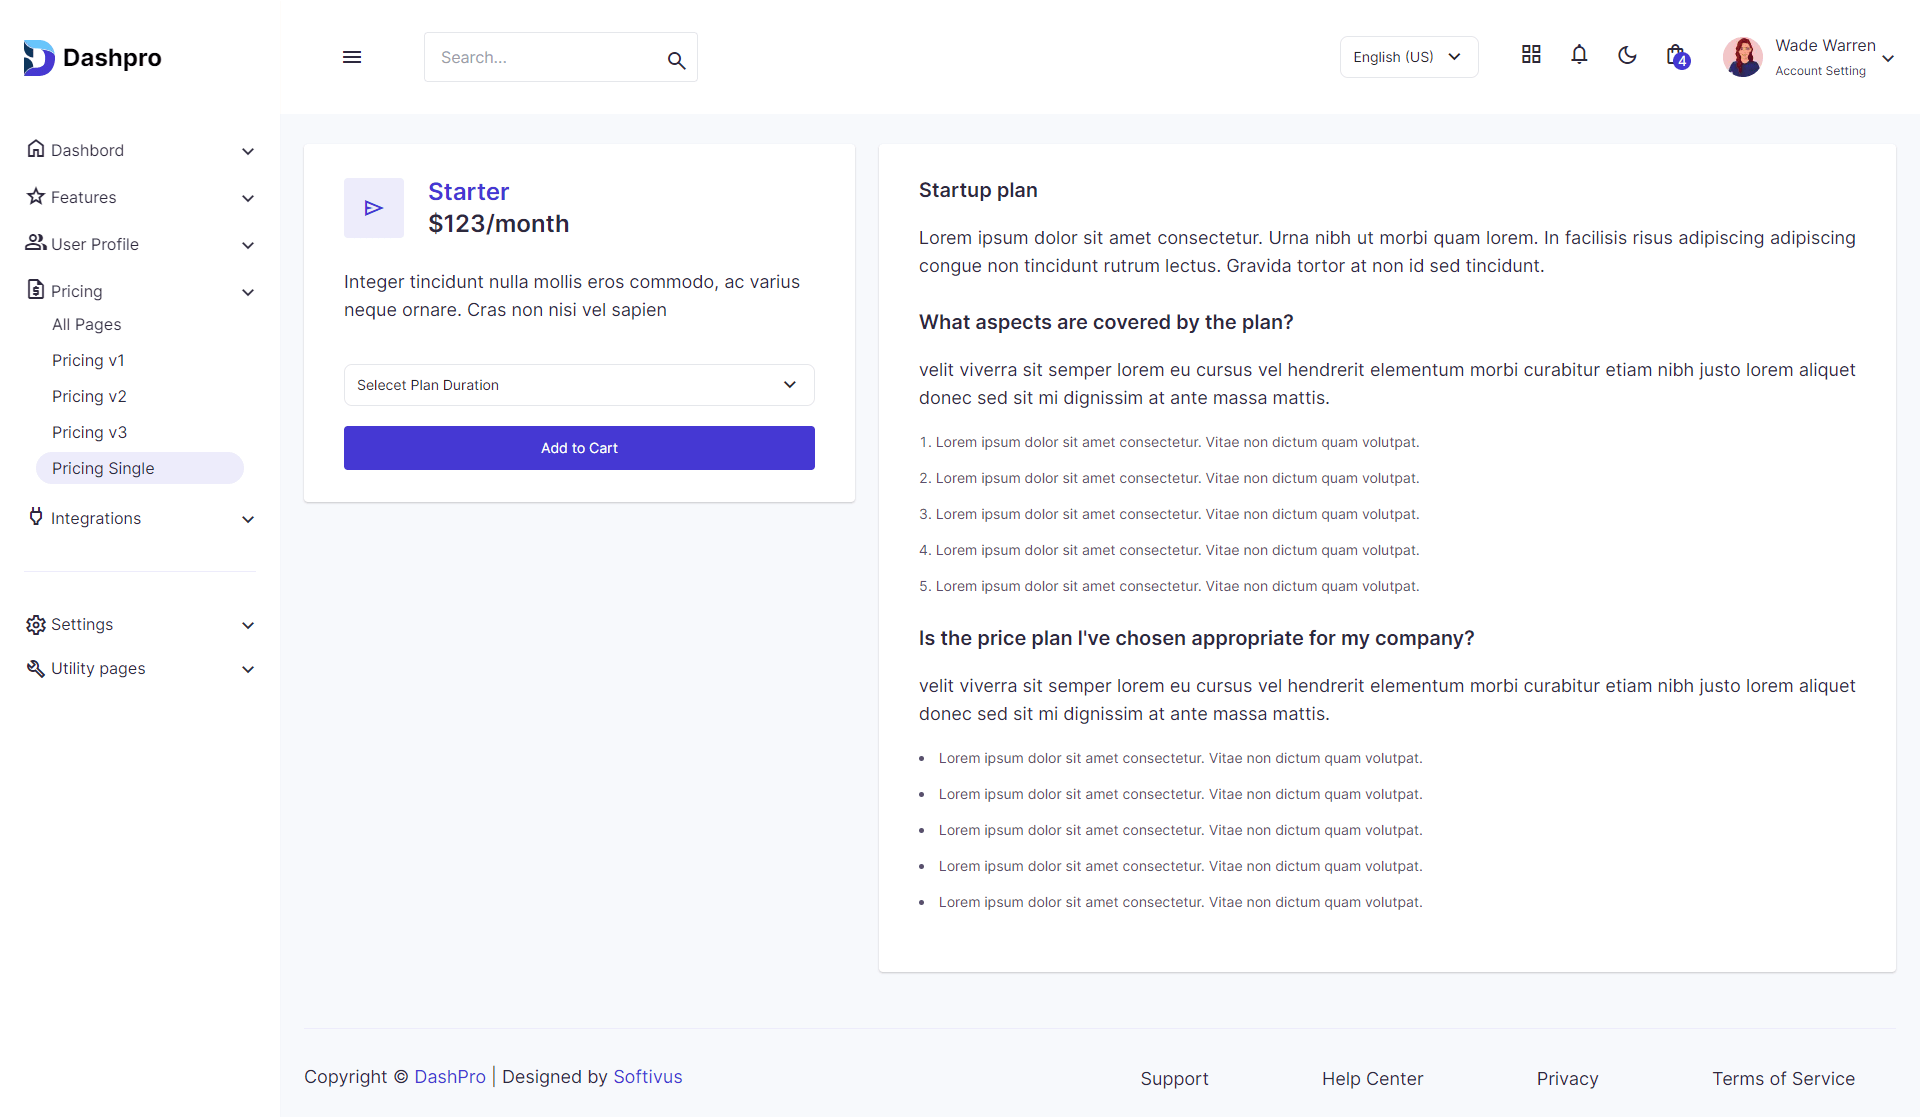 Dashpro
Search...
English (US)
4
Wade Warren
Account Setting
Dashbord
Features
User Profile
Pricing
All Pages
Pricing v1
Pricing v2
Pricing v3
Pricing Single
Integrations
Settings
Utility pages
Starter
$123/month
Integer tincidunt nulla mollis eros commodo, ac varius
neque ornare. Cras non nisi vel sapien
Selecet Plan Duration
Add to Cart
Startup plan
Lorem ipsum dolor sit amet consectetur. Urna nibh ut morbi quam lorem. In facilisis risus adipiscing adipiscing
congue non tincidunt rutrum lectus. Gravida tortor at non id sed tincidunt.
What aspects are covered by the plan?
velit viverra sit semper lorem eu cursus vel hendrerit elementum morbi curabitur etiam nibh justo lorem aliquet
donec sed sit mi dignissim at ante massa mattis.
1. Lorem ipsum dolor sit amet consectetur. Vitae non dictum quam volutpat.
2. Lorem ipsum dolor sit amet consectetur. Vitae non dictum quam volutpat.
3. Lorem ipsum dolor sit amet consectetur. Vitae non dictum quam volutpat.
4. Lorem ipsum dolor sit amet consectetur. Vitae non dictum quam volutpat.
5. Lorem ipsum dolor sit amet consectetur. Vitae non dictum quam volutpat.
Is the price plan I've chosen appropriate for my company?
velit viverra sit semper lorem eu cursus vel hendrerit elementum morbi curabitur etiam nibh justo lorem aliquet
donec sed sit mi dignissim at ante massa mattis.
• Lorem ipsum dolor sit amet consectetur. Vitae non dictum quam volutpat.
• Lorem ipsum dolor sit amet consectetur. Vitae non dictum quam volutpat.
• Lorem ipsum dolor sit amet consectetur. Vitae non dictum quam volutpat.
• Lorem ipsum dolor sit amet consectetur. Vitae non dictum quam volutpat.
• Lorem ipsum dolor sit amet consectetur. Vitae non dictum quam volutpat.
Copyright © DashPro | Designed by Softivus
Support
Help Center
Privacy
Terms of Service